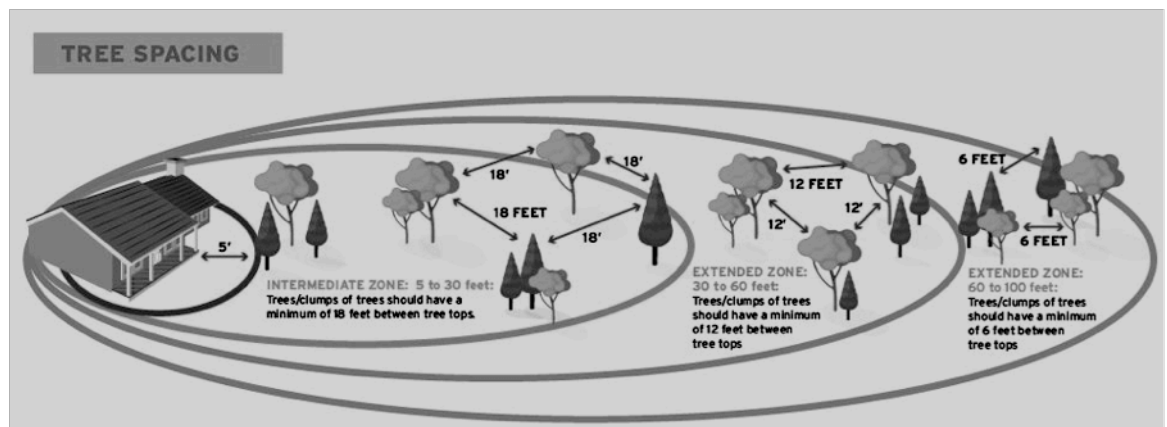 TREE SPACING
5'
18'
18'
18 FEET
18'
12 FEET
12'
12'
6 FEET
6 FEET
INTERMEDIATE ZONE: 5 to 30 feet:
Trees/clumps of trees should have a
minimum of 18 feet between tree tops.
EXTENDED ZONE:
30 to 60 feet:
Trees/clumps of trees
should have a minimum
of 12 feet between
tree tops
EXTENDED ZONE:
60 to 100 feet:
Trees/clumps of trees
should have a minimum
of 6 feet between
tree tops